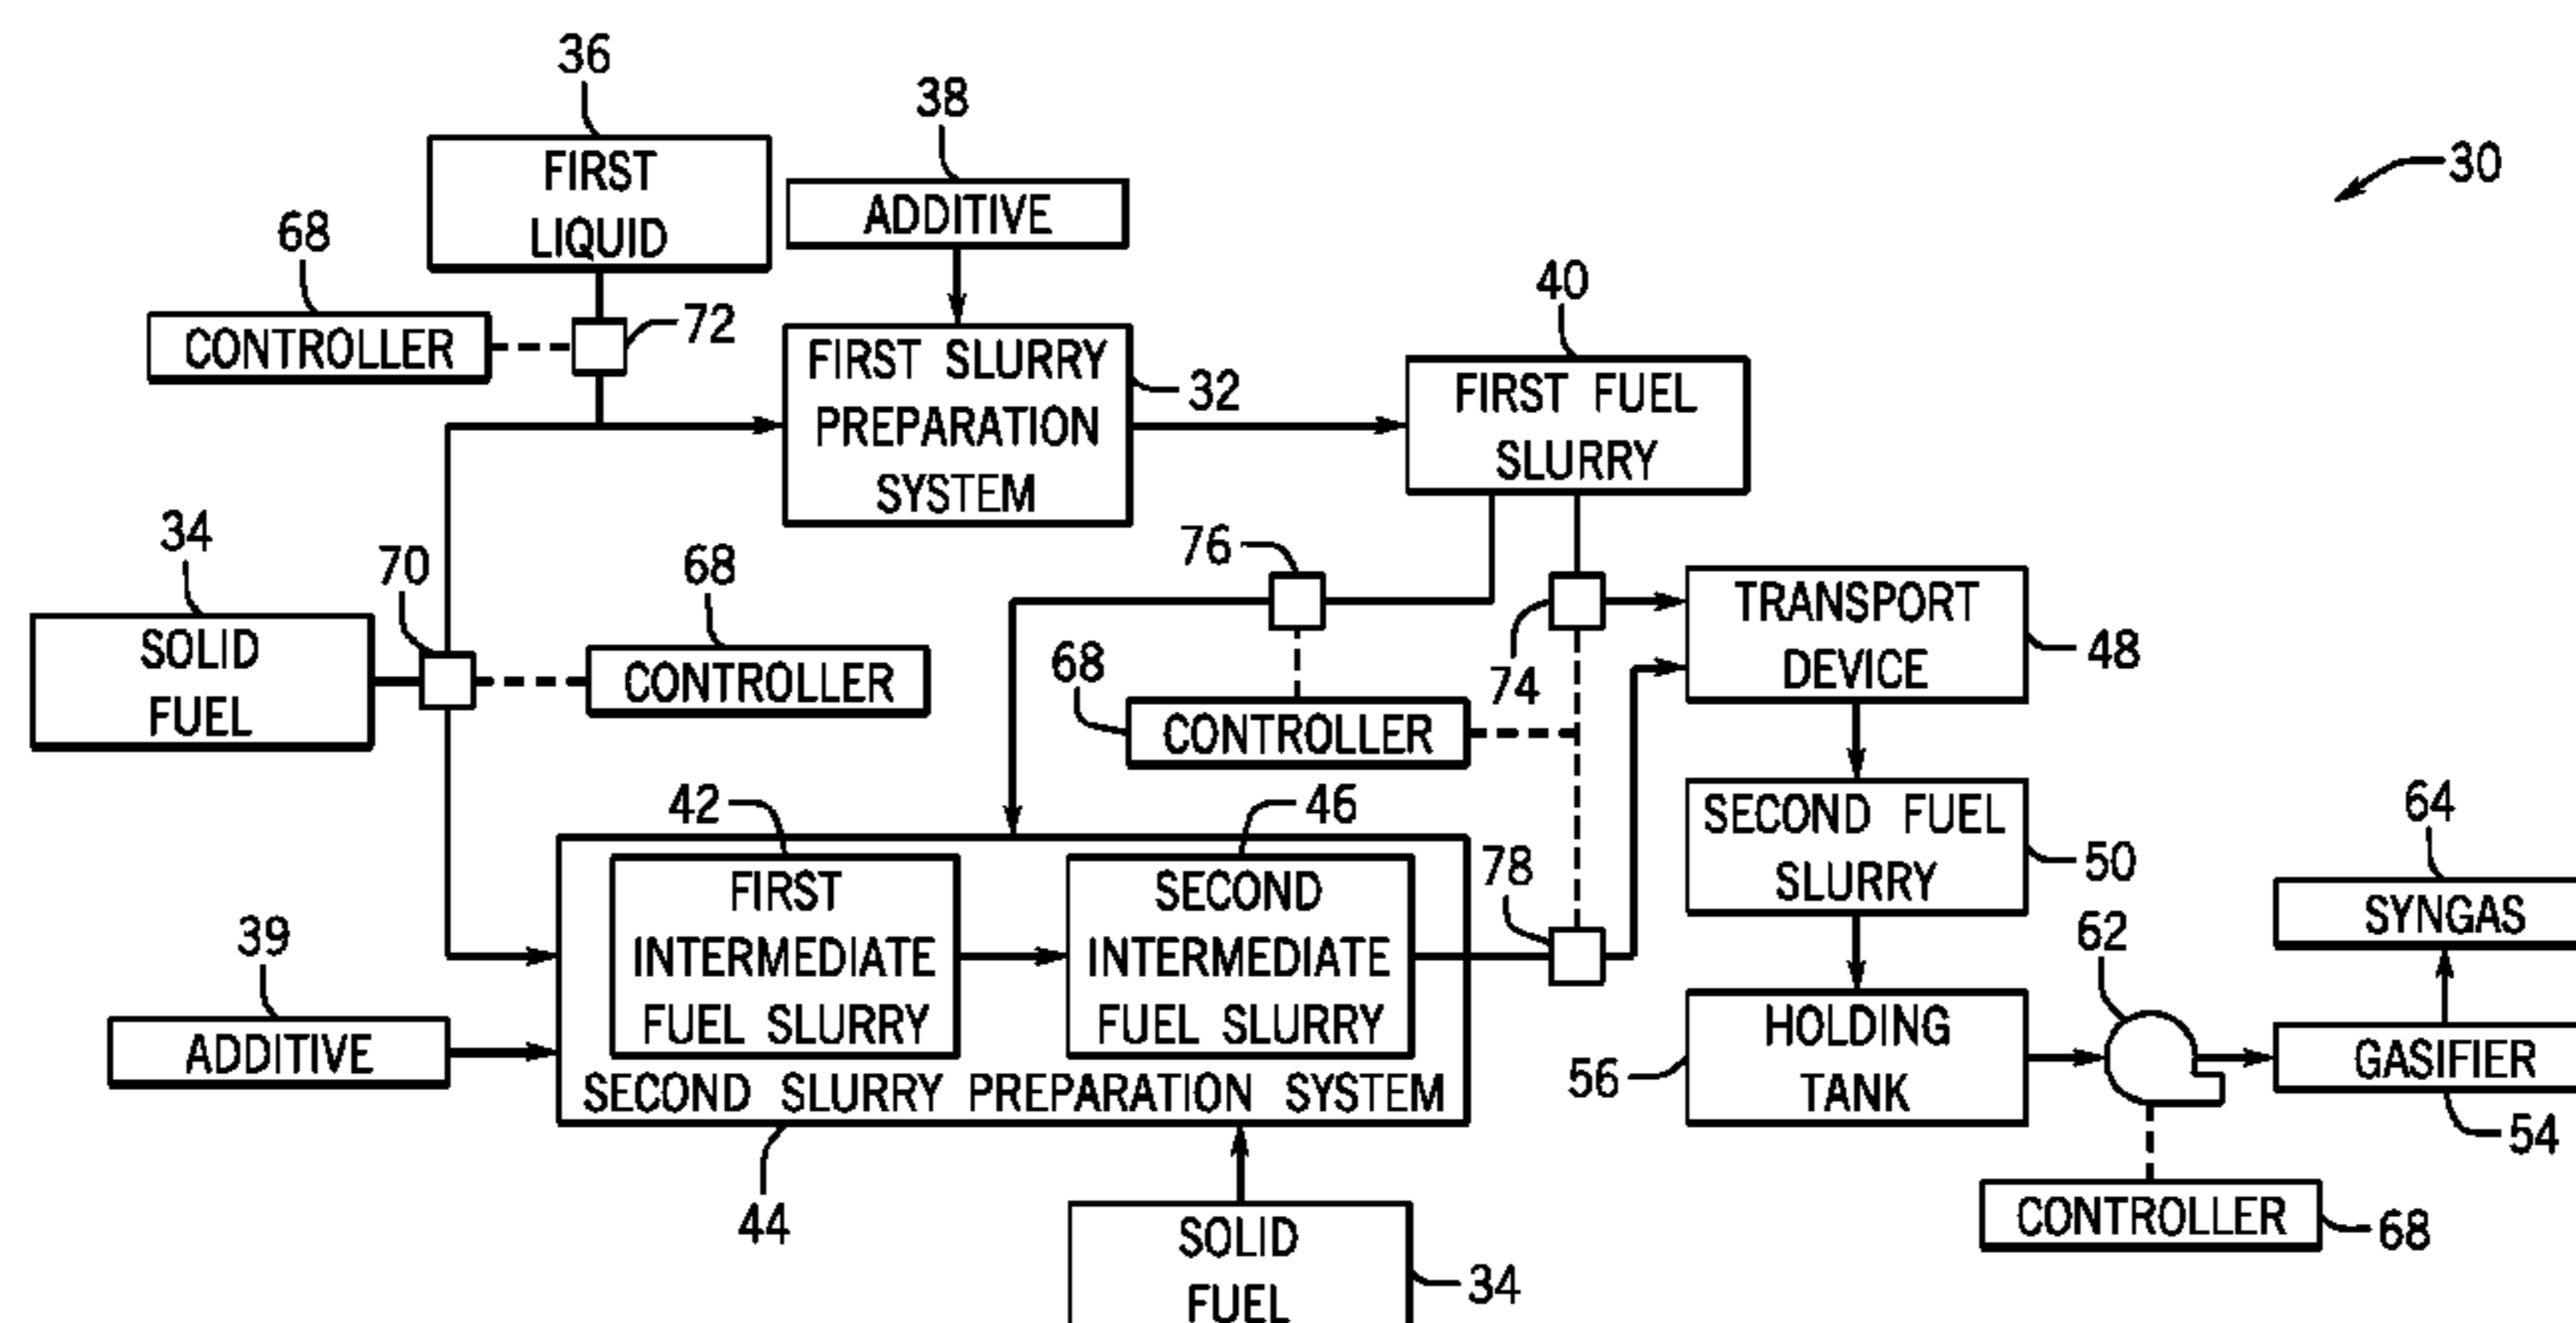 36
FIRST
LIQUID
38
ADDITIVE
30
68
CONTROLLER
72
FIRST SLURRY
PREPARATION
SYSTEM
32
40
FIRST FUEL
SLURRY
34
SOLID
FUEL
70
68
CONTROLLER
76
74
TRANSPORT
DEVICE
48
68
CONTROLLER
42
FIRST
INTERMEDIATE
FUEL SLURRY
46
SECOND
INTERMEDIATE
FUEL SLURRY
SECOND SLURRY PREPARATION SYSTEM
44
78
SECOND FUEL
SLURRY
50
39
ADDITIVE
HOLDING
TANK
56
62
64
SYNGAS
GASIFIER
54
CONTROLLER
68
SOLID
FUEL
34